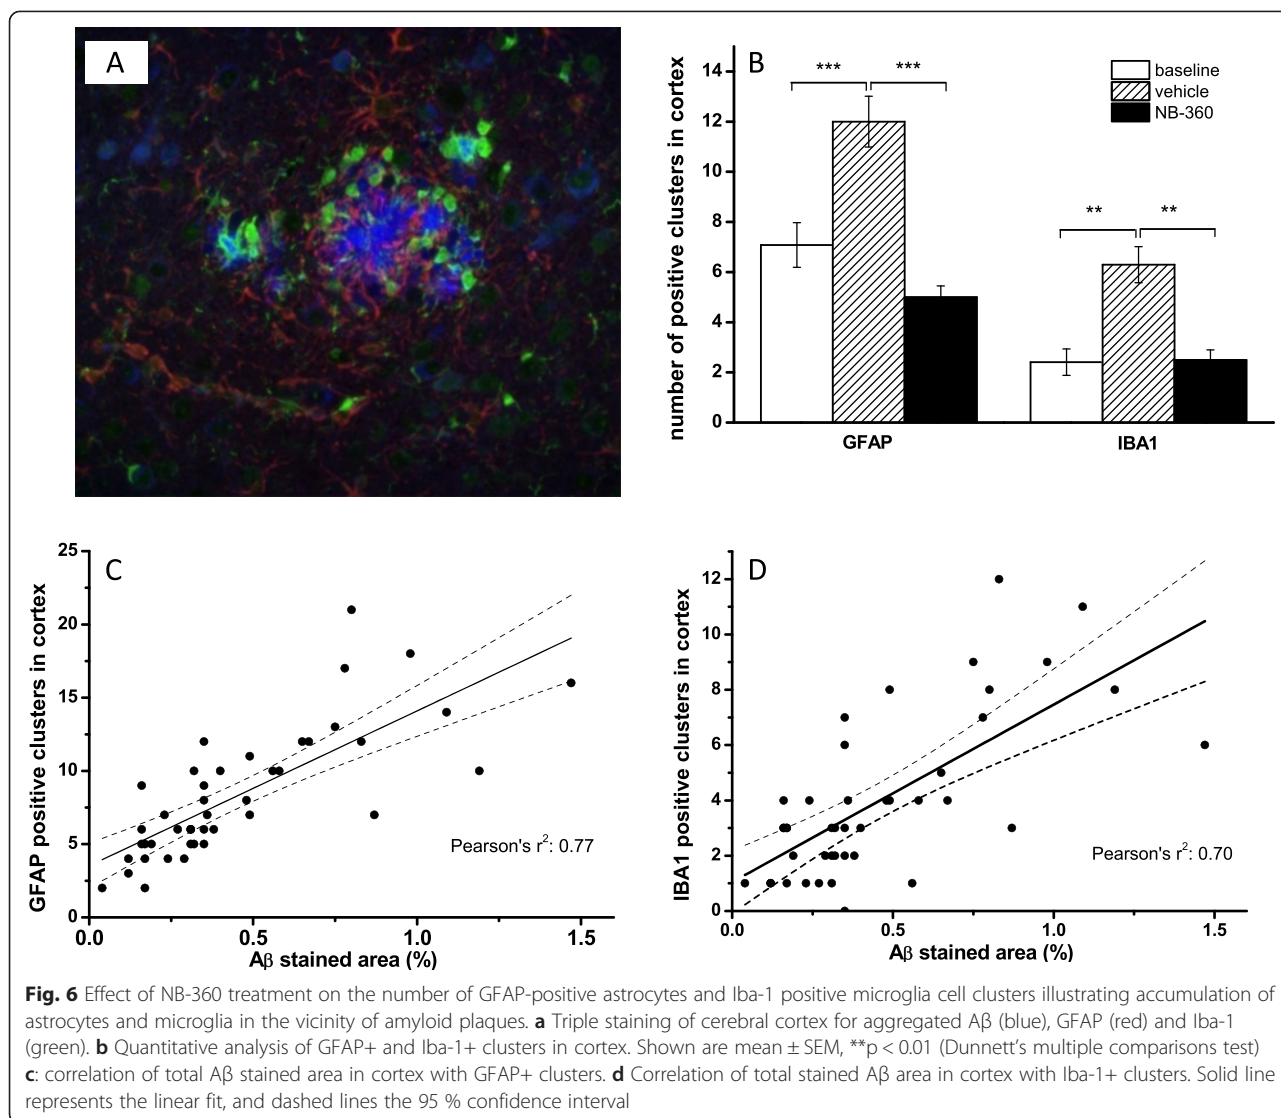 A
B
baseline
vehicle
NB-360
***
***
**
**
number of positive clusters in cortex
14
12
10
8
6
4
2
0
GFAP
IBA1
C
GFAP positive clusters in cortex
25
20
15
10
5
0
Pearson's r²: 0.77
0.0
0.5
1.0
1.5
Aβ stained area (%)
D
IBA1 positive clusters in cortex
12
10
8
6
4
2
0
Pearson's r²: 0.70
0.0
0.5
1.0
1.5
Aβ stained area (%)
Fig. 6 Effect of NB-360 treatment on the number of GFAP-positive astrocytes and Iba-1 positive microglia cell clusters illustrating accumulation of
astrocytes and microglia in the vicinity of amyloid plaques. a Triple staining of cerebral cortex for aggregated Aβ (blue), GFAP (red) and Iba-1
(green). b Quantitative analysis of GFAP+ and Iba-1+ clusters in cortex. Shown are mean ± SEM, **p < 0.01 (Dunnett's multiple comparisons test)
c: correlation of total Aβ stained area in cortex with GFAP+ clusters. d Correlation of total stained Aβ area in cortex with Iba-1+ clusters. Solid line
represents the linear fit, and dashed lines the 95 % confidence interval